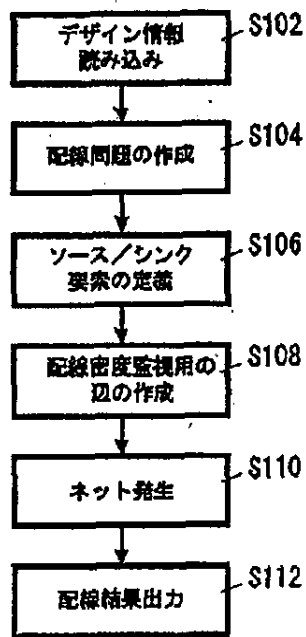 デザイン情報
読み込み
S102
配線問題の作成
S104
ソース／シンク
要素の定義
S106
配線密度監視用の
辺の作成
S108
ネット発生
S110
配線結果出力
S112